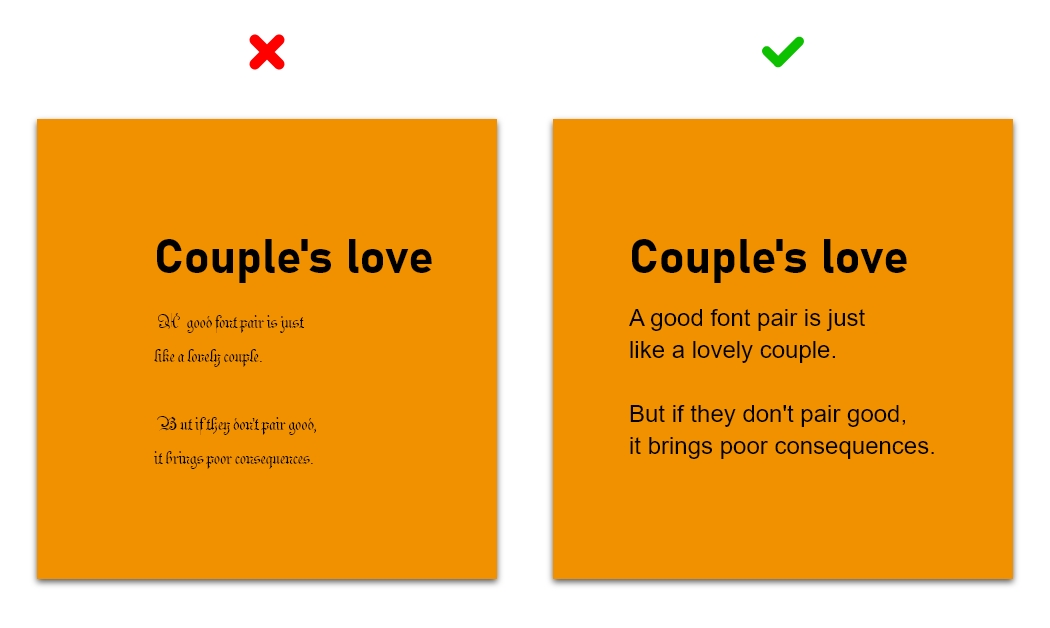 Couple's love
A good font pair is just
like a lovely couple.
But if they don't pair good,
it brings poor consequences.
Couple's love
A good font pair is just
like a lovely couple.
But if they don't pair good,
it brings poor consequences.